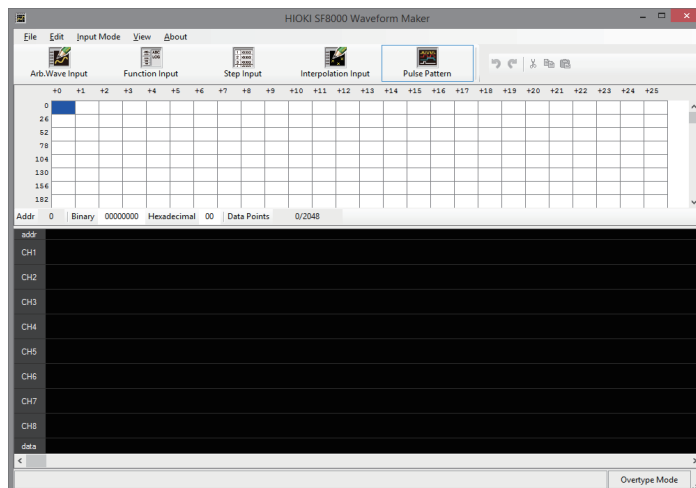 HIOKI SF8000 Waveform Maker
File Edit Input Mode View About
Arb.Wave Input Function Input Step Input Interpolation Input Pulse Pattern
+0 +1 +2 +3 +4 +5 +6 +7 +8 +9 +10 +11 +12 +13 +14 +15 +16 +17 +18 +19 +20 +21 +22 +23 +24 +25
0
26
52
78
104
130
156
182
Addr 0 Binary 00000000 Hexadecimal 00 Data Points 0/2048
addr
CH1
CH2
CH3
CH4
CH5
CH6
CH7
CH8
data
Overtype Mode